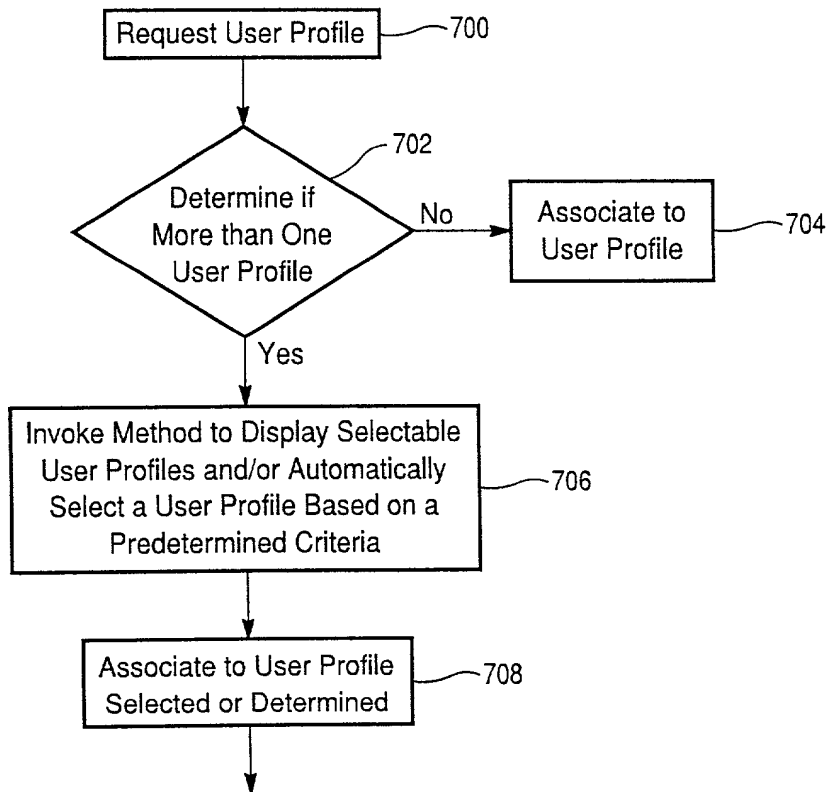 Request User Profile
700
702
Determine if
More than One
User Profile
No
Associate to
User Profile
704
Yes
Invoke Method to Display Selectable
User Profiles and/or Automatically
Select a User Profile Based on a
Predetermined Criteria
706
Associate to User Profile
Selected or Determined
708